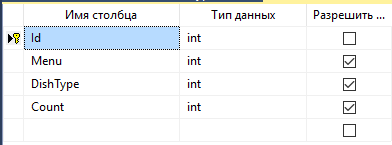 Имя столбца Тип данных Разрешить ...
Id int
Menu int
DishType int
Count int